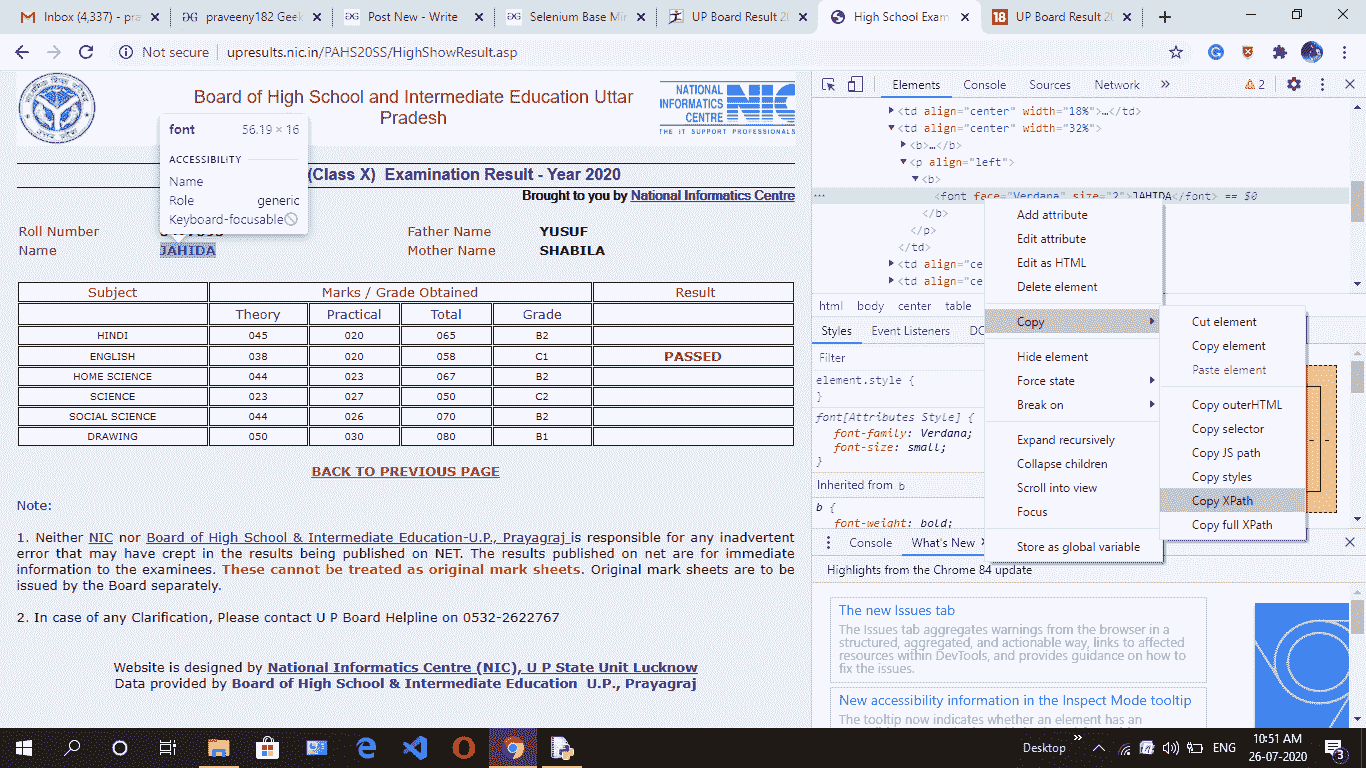 Inbox (4,337) - pra
praveeny182 Geek
Post New - Write
Selenium Base Mir
UP Board Result 20
High School Exam
UP Board Result 20
Not secure | upresults.nic.in/PAHS20SS/HighShowResult.asp
Board of High School and Intermediate Education Uttar
Pradesh
NATIONAL
INFORMATICS
CENTRE
NIC
THE IT SUPPORT PROFESSIONALS
font 56.19 × 16
ACCESSIBILITY
Name
Role generic
Keyboard-focusable
(Class X) Examination Result - Year 2020
Brought to you by National Informatics Centre
Roll Number
Father Name YUSUF
Name JAHIDA
Mother Name SHABILA
Subject Marks / Grade Obtained Result
Theory Practical Total Grade
HINDI 045 020 065 B2
ENGLISH 038 020 058 C1 PASSED
HOME SCIENCE 044 023 067 B2
SCIENCE 023 027 050 C2
SOCIAL SCIENCE 044 026 070 B2
DRAWING 050 030 080 B1
BACK TO PREVIOUS PAGE
Note:
1. Neither NIC nor Board of High School & Intermediate Education-U.P., Prayagraj is responsible for any inadvertent
error that may have crept in the results being published on NET. The results published on net are for immediate
information to the examinees. These cannot be treated as original mark sheets. Original mark sheets are to be
issued by the Board separately.
2. In case of any Clarification, Please contact U P Board Helpline on 0532-2622767
Website is designed by National Informatics Centre (NIC), U P State Unit Lucknow
Data provided by Board of High School & Intermediate Education U.P., Prayagraj
Elements Console Sources Network » 2
<td align="center" width="18%">…</td>
<td align="center" width="32%">
<b>…</b>
<p align="left">
<b>
<font face="Verdana" size="2">JAHIDA</font> == $0
</b>
</p>
</td>
<td align="ce
<td align="ce
html body center table
Styles Event Listeners DO
Filter
element.style {
}
font[Attributes Style] {
font-family: Verdana;
font-size: small;
}
Inherited from b
b {
font-weight: bold;
Add attribute
Edit attribute
Edit as HTML
Delete element
Copy
Hide element
Force state
Break on
Expand recursively
Collapse children
Scroll into view
Focus
Store as global variable
Cut element
Copy element
Paste element
Copy outerHTML
Copy selector
Copy JS path
Copy styles
Copy XPath
Copy full XPath
Console What's New
Highlights from the Chrome 84 update
The new Issues tab
The Issues tab aggregates warnings from the browser in a
structured, aggregated, and actionable way, links to affected
resources within DevTools, and provides guidance on how to
fix the issues.
New accessibility information in the Inspect Mode tooltip
The tooltip now indicates whether an element has an
Desktop » ENG
10:51 AM
26-07-2020
3